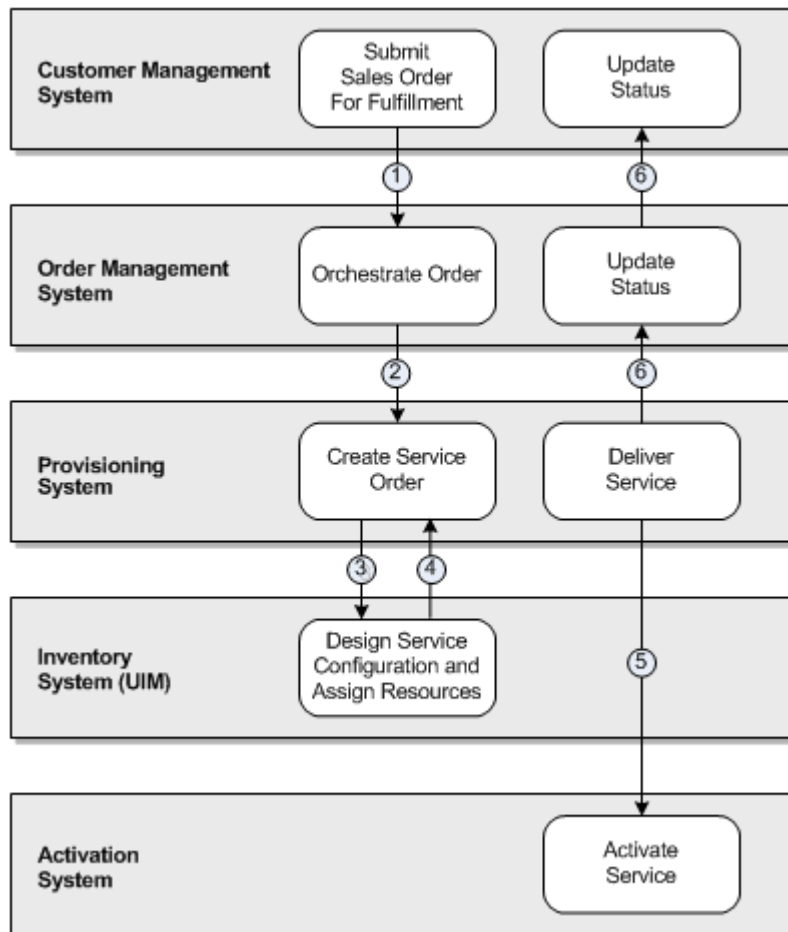 Customer Management
System
Submit
Sales Order
For Fulfillment
Update
Status
1
6
Order Management
System
Orchestrate Order
Update
Status
2
6
Provisioning
System
Create Service
Order
Deliver
Service
3
4
Inventory
System (UIM)
Design Service
Configuration and
Assign Resources
5
Activation
System
Activate
Service